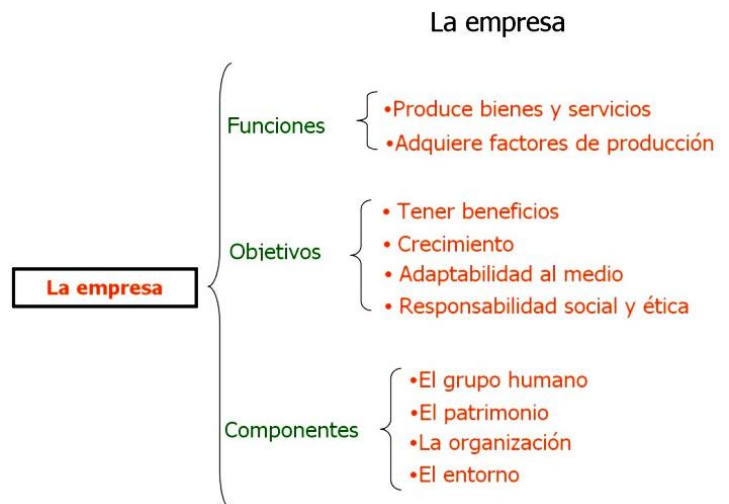 La empresa
La empresa
Funciones
•Produce bienes y servicios
•Adquiere factores de producción
Objetivos
• Tener beneficios
• Crecimiento
• Adaptabilidad al medio
• Responsabilidad social y ética
Componentes
•El grupo humano
•El patrimonio
•La organización
•El entorno